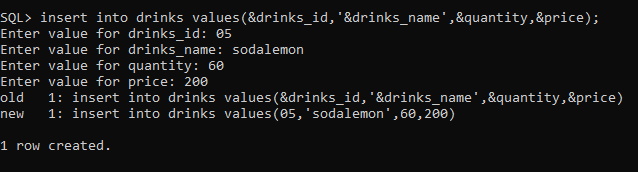 SQL> insert into drinks values(&drinks_id,'&drinks_name',&quantity,&price);
Enter value for drinks_id: 05
Enter value for drinks_name: sodalemon
Enter value for quantity: 60
Enter value for price: 200
old   1: insert into drinks values(&drinks_id,'&drinks_name',&quantity,&price)
new   1: insert into drinks values(05,'sodalemon',60,200)
1 row created.